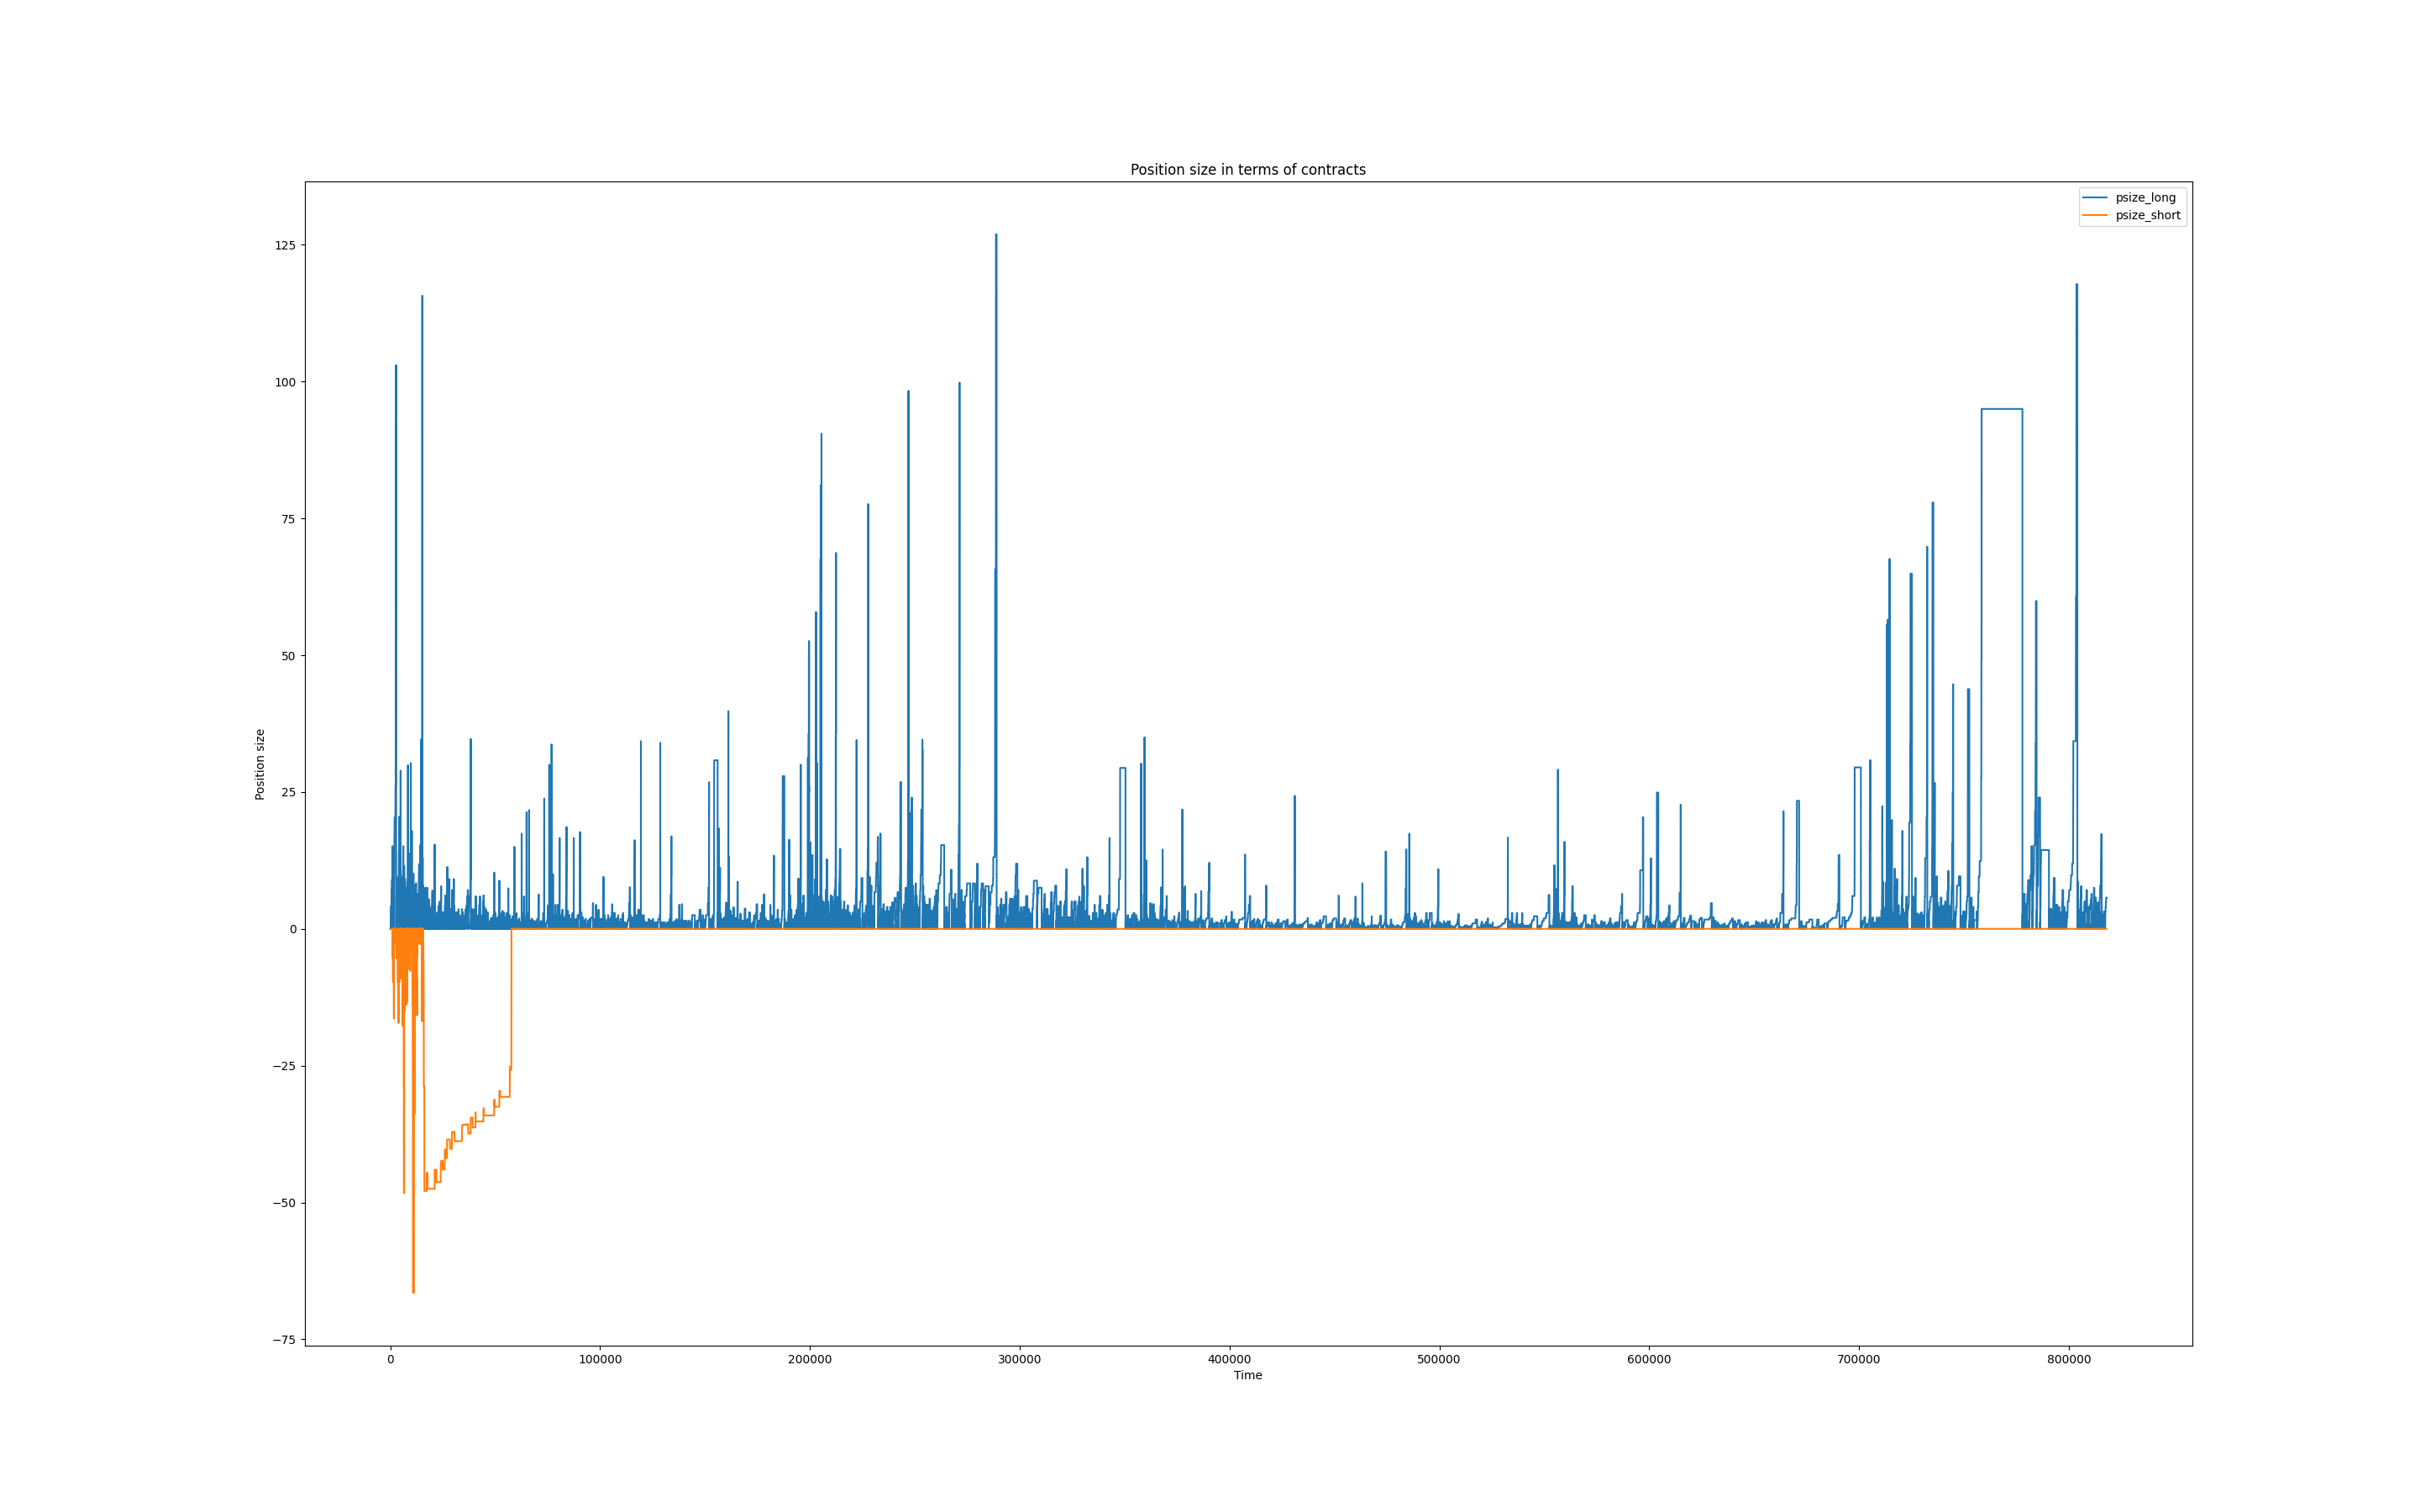 Position size in terms of contracts
psize_long
psize_short
125
100
75
50
25
0
−25
−50
−75
Position size
0 100000 200000 300000 400000 500000 600000 700000 800000
Time